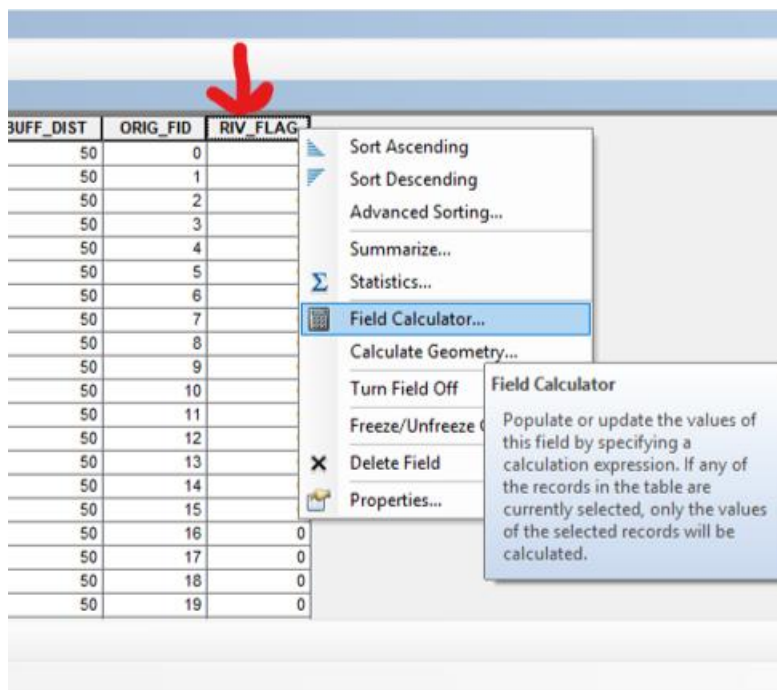 BUFF_DIST ORIG_FID RIV_FLAG
50 0
50 1
50 2
50 3
50 4
50 5
50 6
50 7
50 8
50 9
50 10
50 11
50 12
50 13
50 14
50 15
50 16 0
50 17 0
50 18 0
50 19 0
Sort Ascending
Sort Descending
Advanced Sorting...
Summarize...
Σ Statistics...
Field Calculator...
Calculate Geometry...
Turn Field Off
Freeze/Unfreeze
Delete Field
Properties...
Field Calculator
Populate or update the values of
this field by specifying a
calculation expression. If any of
the records in the table are
currently selected, only the values
of the selected records will be
calculated.